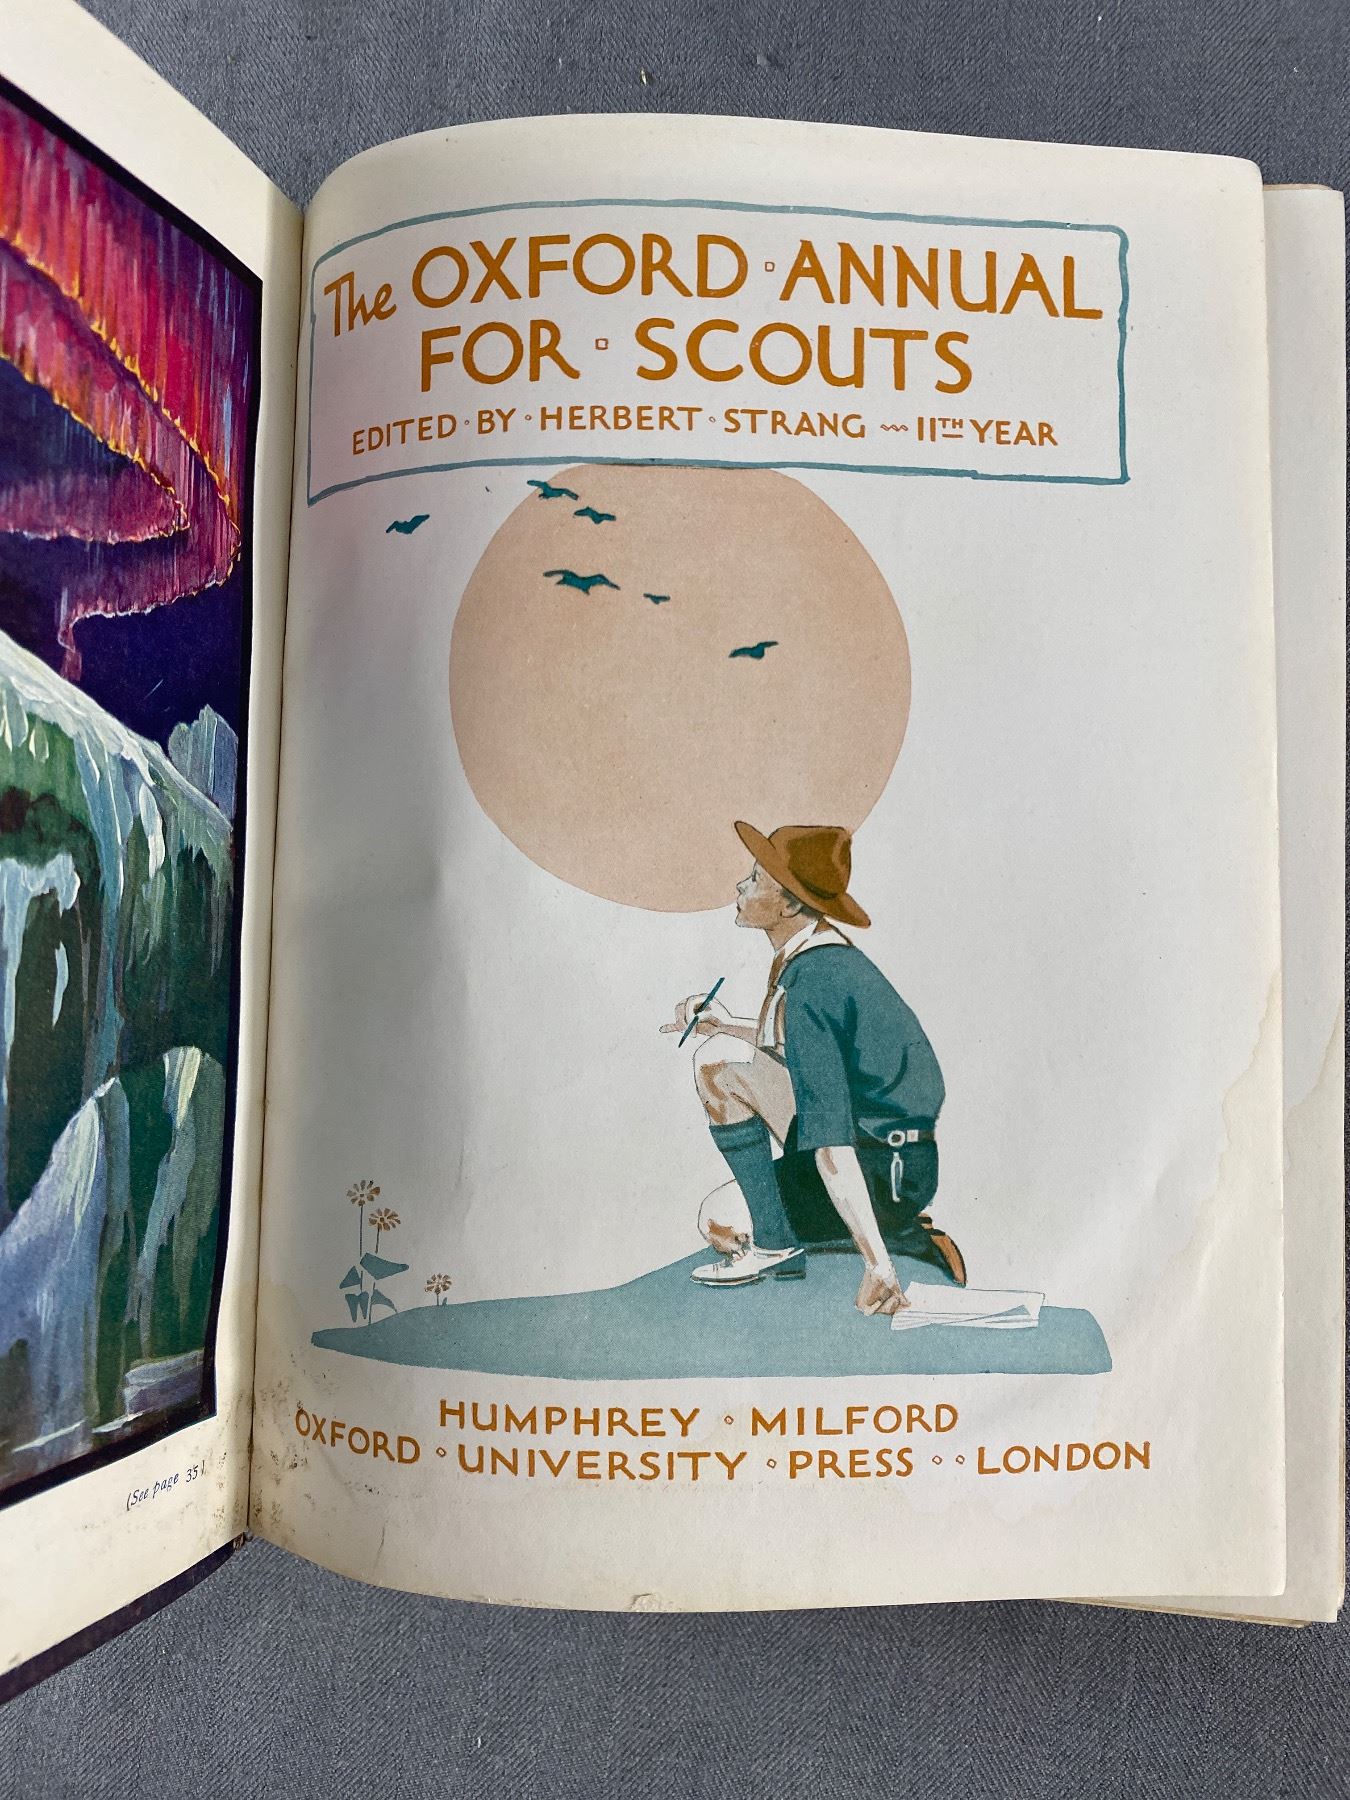 The OXFORD ▫ ANNUAL
FOR ▫ SCOUTS
EDITED ◦ BY ◦ HERBERT ◦ STRANG ~~~ 11TH YEAR
HUMPHREY ◦ MILFORD
OXFORD ◦ UNIVERSITY ◦ PRESS ◦ ◦ LONDON
(See page 35)